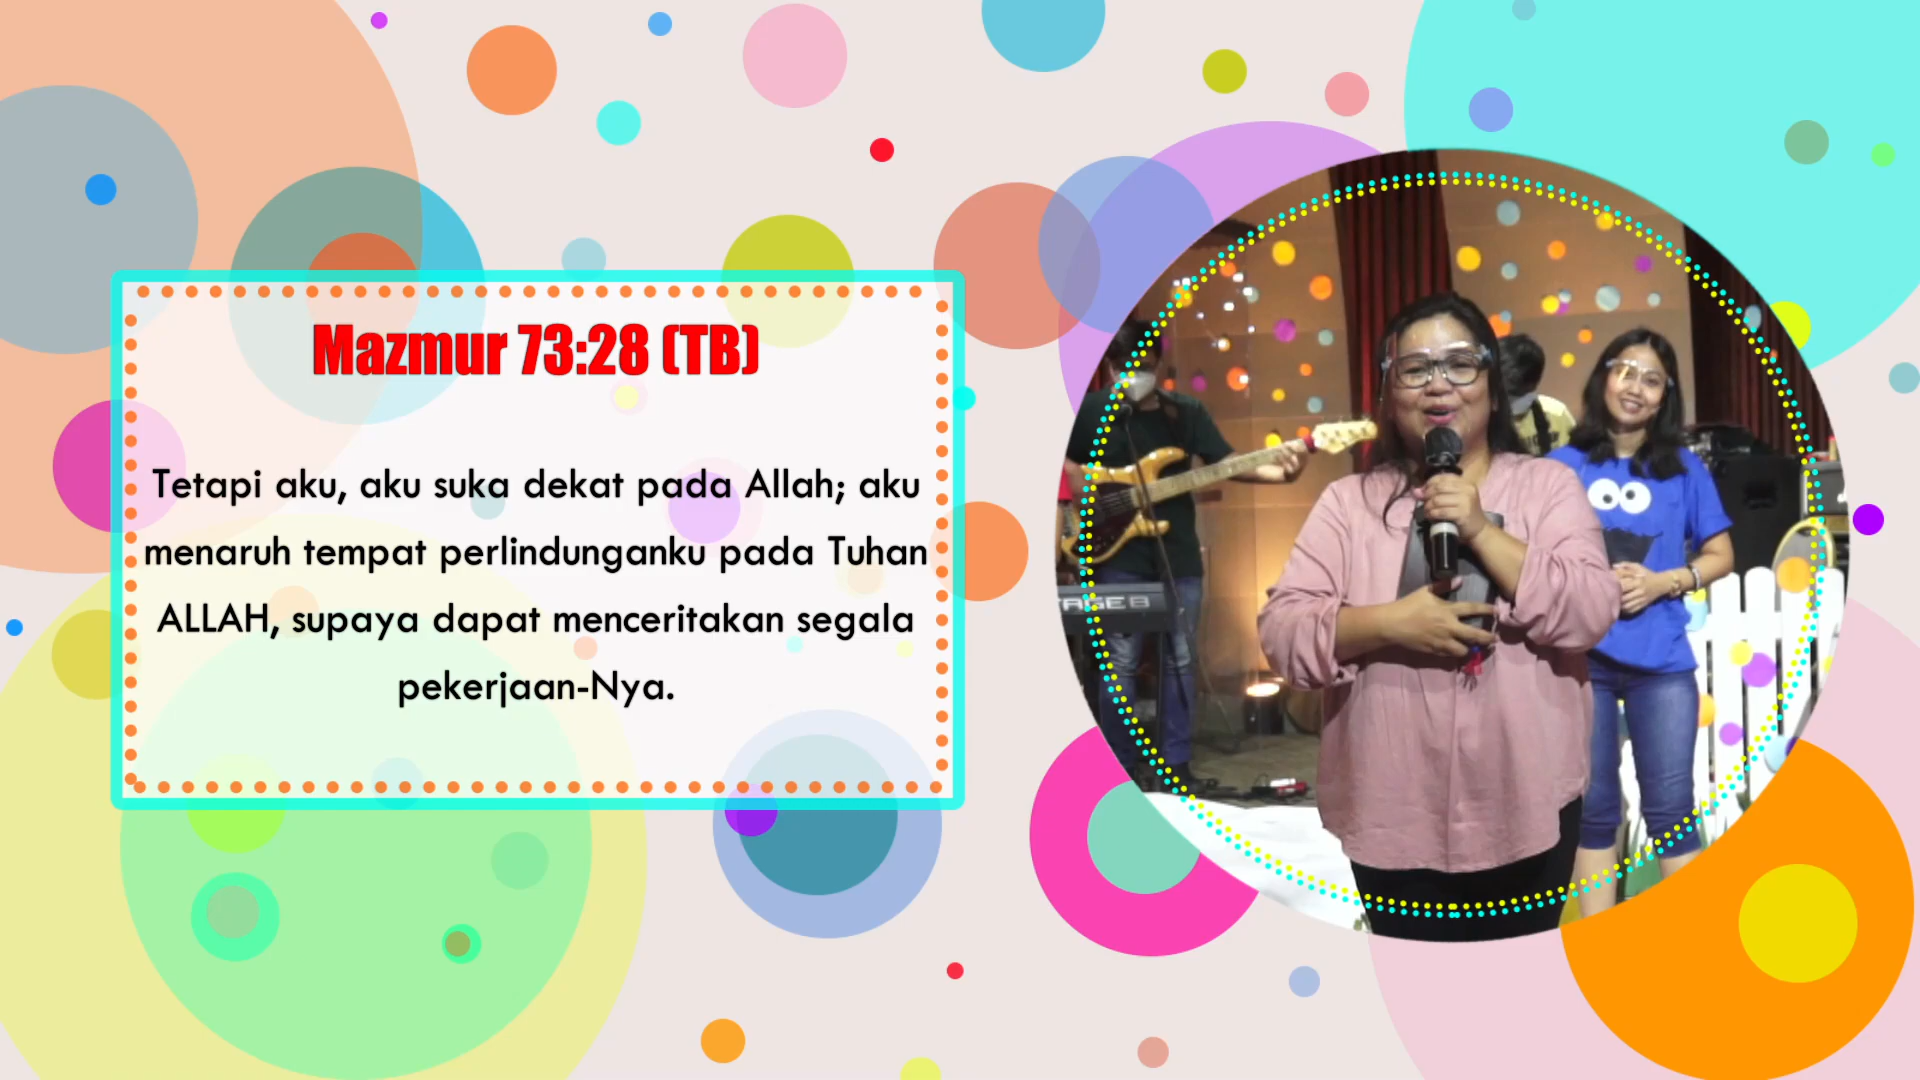 Mazmur 73:28 (TB)
Tetapi aku, aku suka dekat pada Allah; aku
menaruh tempat perlindunganku pada Tuhan
ALLAH, supaya dapat menceritakan segala
pekerjaan-Nya.